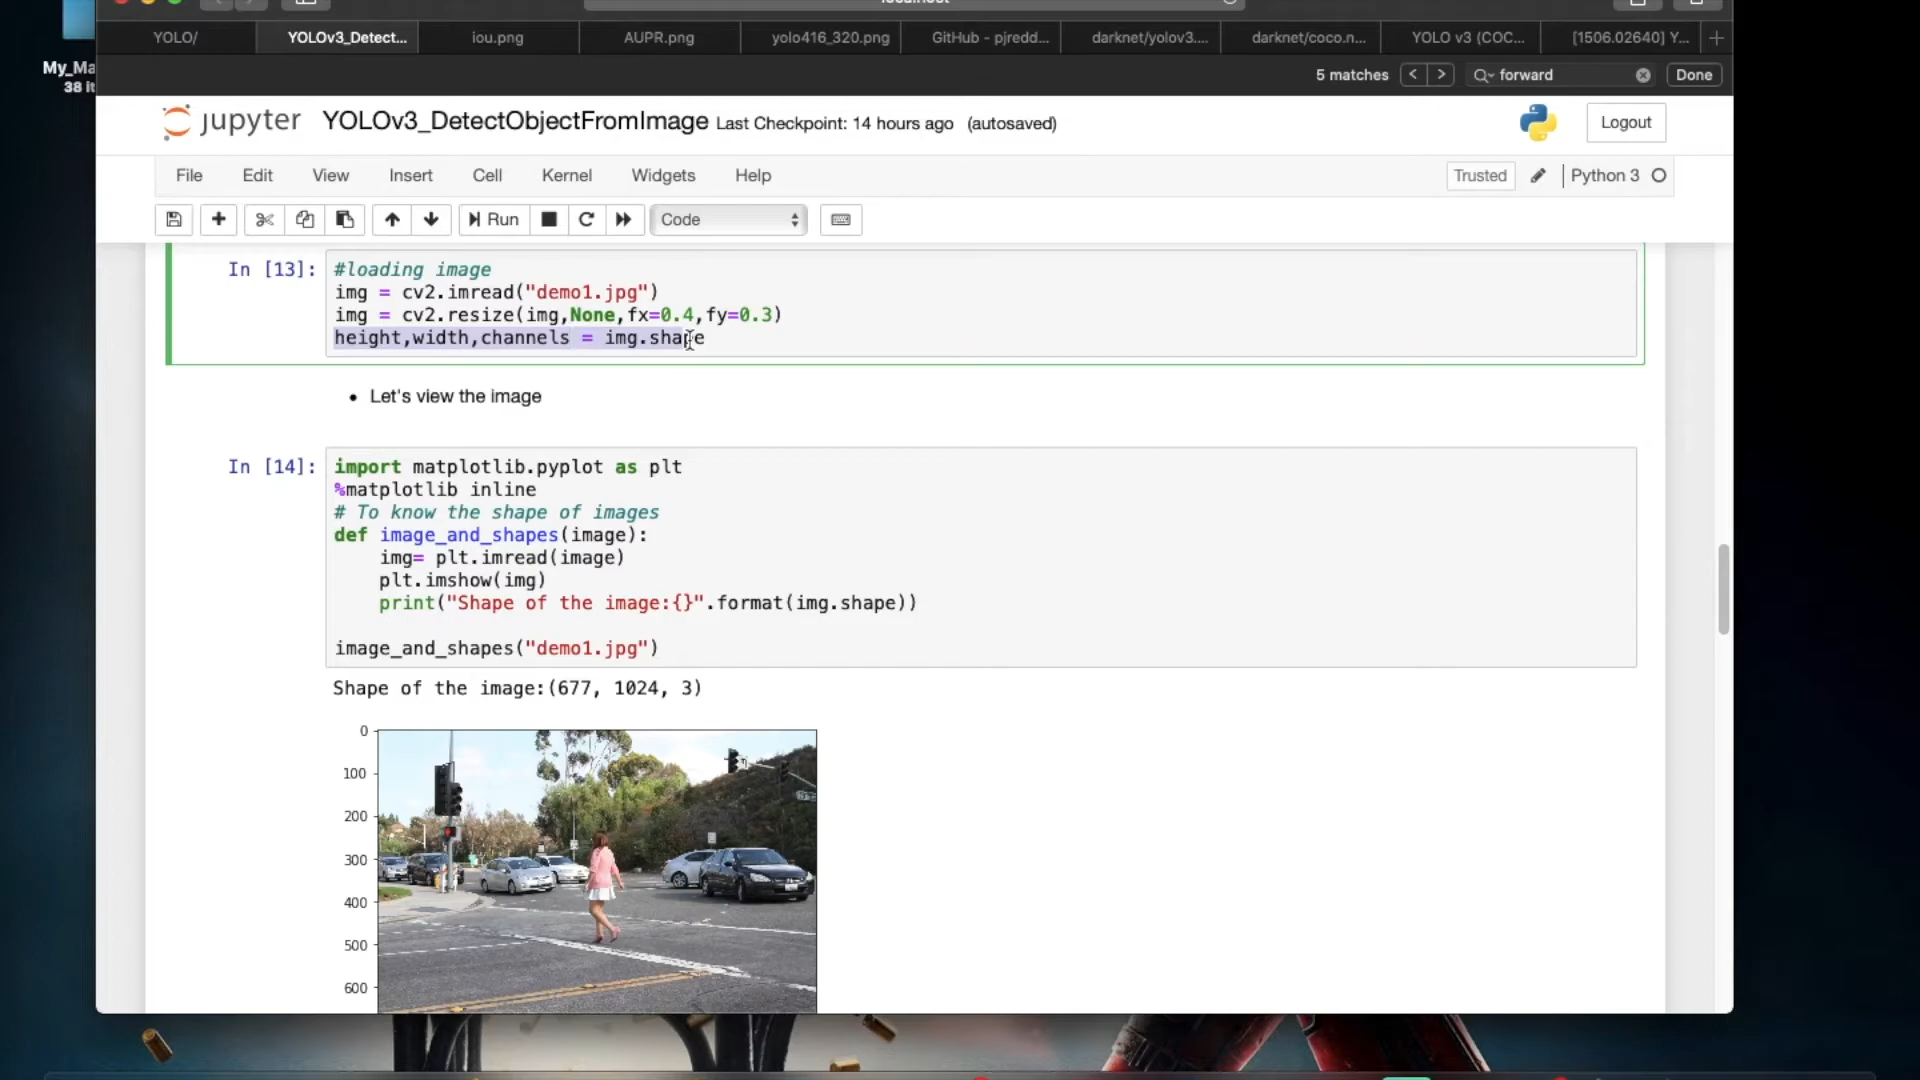 localhost
YOLO/
YOLOv3_Detect...
iou.png
AUPR.png
yolo416_320.png
GitHub - pjredd...
darknet/yolov3....
darknet/coco.n...
YOLO v3 (COC...
[1506.02640] Y...
My_Ma
38 it
5 matches
forward
Done
jupyter
YOLOv3_DetectObjectFromImage
Last Checkpoint: 14 hours ago (autosaved)
Logout
File
Edit
View
Insert
Cell
Kernel
Widgets
Help
Trusted
Python 3
Run
Code
In [13]:
#loading image
img = cv2.imread("demo1.jpg")
img = cv2.resize(img,None,fx=0.4,fy=0.3)
height,width,channels = img.shape
• Let's view the image
In [14]:
import matplotlib.pyplot as plt
%matplotlib inline
# To know the shape of images
def image_and_shapes(image):
    img= plt.imread(image)
    plt.imshow(img)
    print("Shape of the image:{}".format(img.shape))
image_and_shapes("demo1.jpg")
Shape of the image:(677, 1024, 3)
0
100
200
300
400
500
600